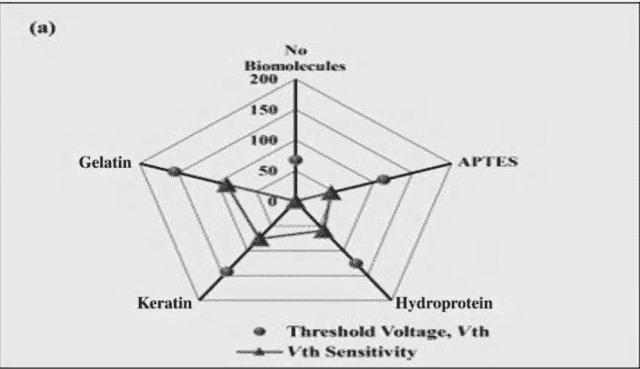 (a)
No
Biomolecules
200
150
100
50
0
Gelatin
APTES
Keratin
Hydroprotein
Threshold Voltage, Vth
Vth Sensitivity